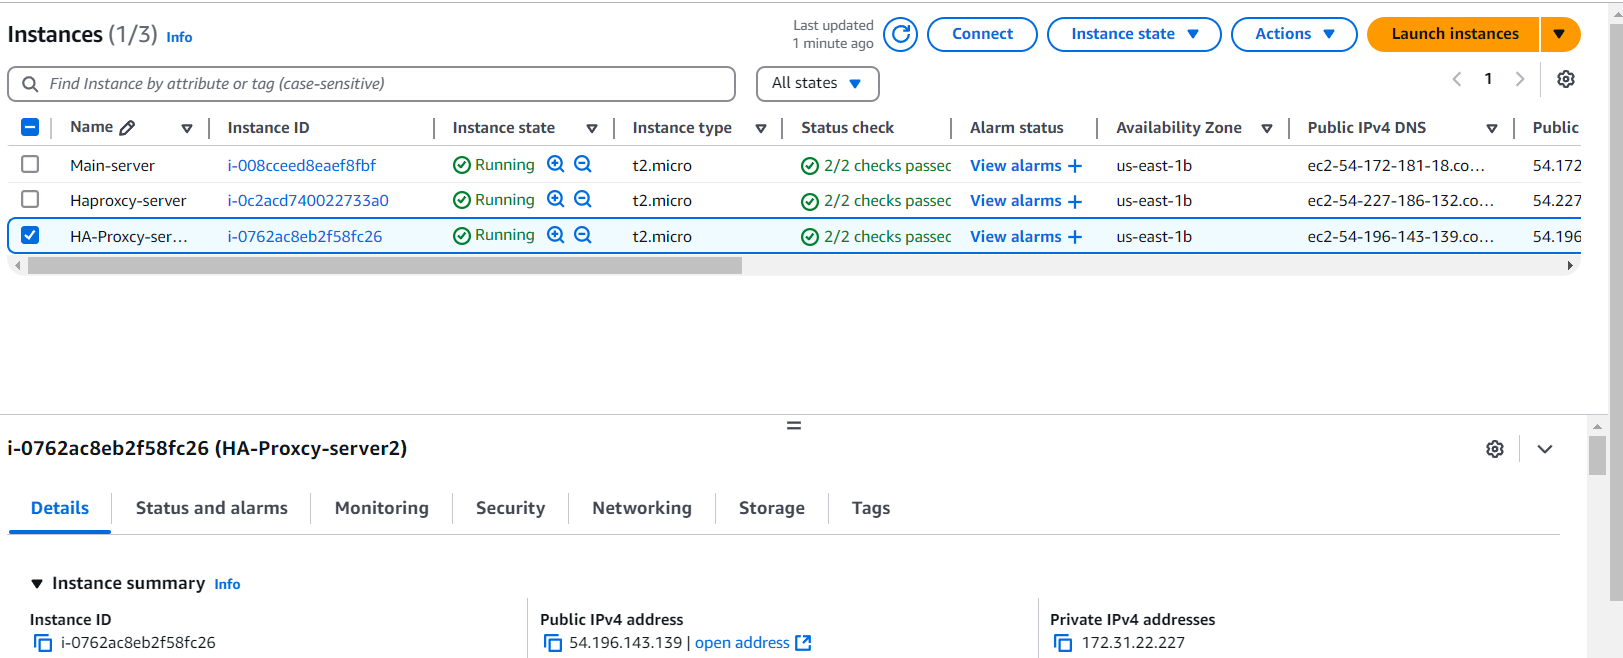 Instances (1/3) Info
Last updated
1 minute ago
Connect
Instance state
Actions
Launch instances
Find Instance by attribute or tag (case-sensitive)
All states
1
Name Instance ID Instance state Instance type Status check Alarm status Availability Zone Public IPv4 DNS Public
Main-server i-008cceed8eaef8fbf Running t2.micro 2/2 checks passec View alarms + us-east-1b ec2-54-172-181-18.co... 54.172
Haproxcy-server i-0c2acd740022733a0 Running t2.micro 2/2 checks passec View alarms + us-east-1b ec2-54-227-186-132.co... 54.227
HA-Proxcy-ser... i-0762ac8eb2f58fc26 Running t2.micro 2/2 checks passec View alarms + us-east-1b ec2-54-196-143-139.co... 54.196
i-0762ac8eb2f58fc26 (HA-Proxcy-server2)
Details Status and alarms Monitoring Security Networking Storage Tags
Instance summary Info
Instance ID
i-0762ac8eb2f58fc26
Public IPv4 address
54.196.143.139 | open address
Private IPv4 addresses
172.31.22.227